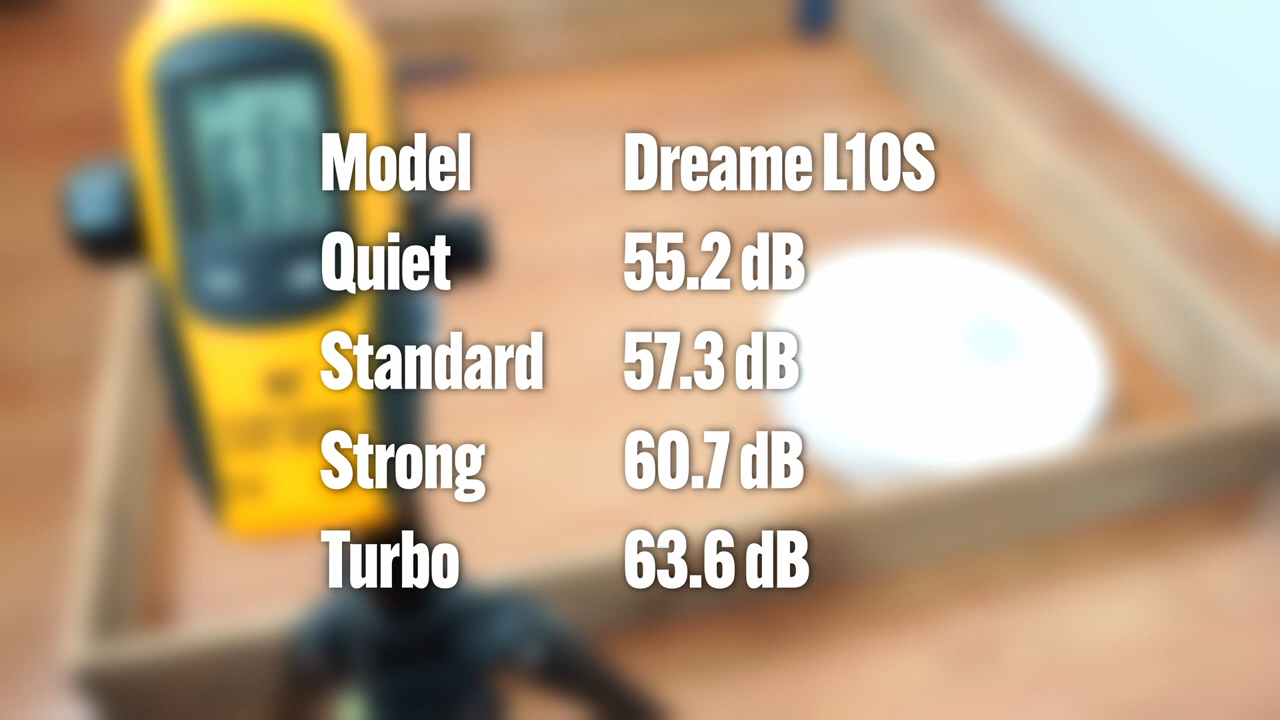 Model Dreame L10S
Quiet 55.2 dB
Standard 57.3 dB
Strong 60.7 dB
Turbo 63.6 dB